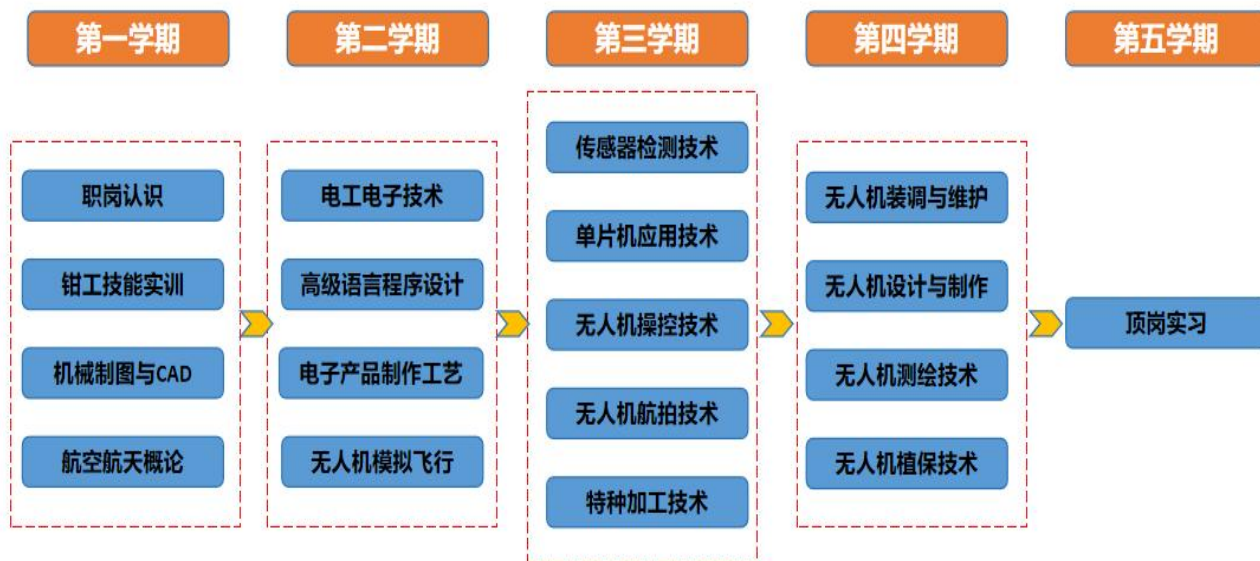 第一学期
职岗认识
钳工技能实训
机械制图与CAD
航空航天概论
第二学期
电工电子技术
高级语言程序设计
电子产品制作工艺
无人机模拟飞行
第三学期
传感器检测技术
单片机应用技术
无人机操控技术
无人机航拍技术
特种加工技术
第四学期
无人机装调与维护
无人机设计与制作
无人机测绘技术
无人机植保技术
第五学期
顶岗实习